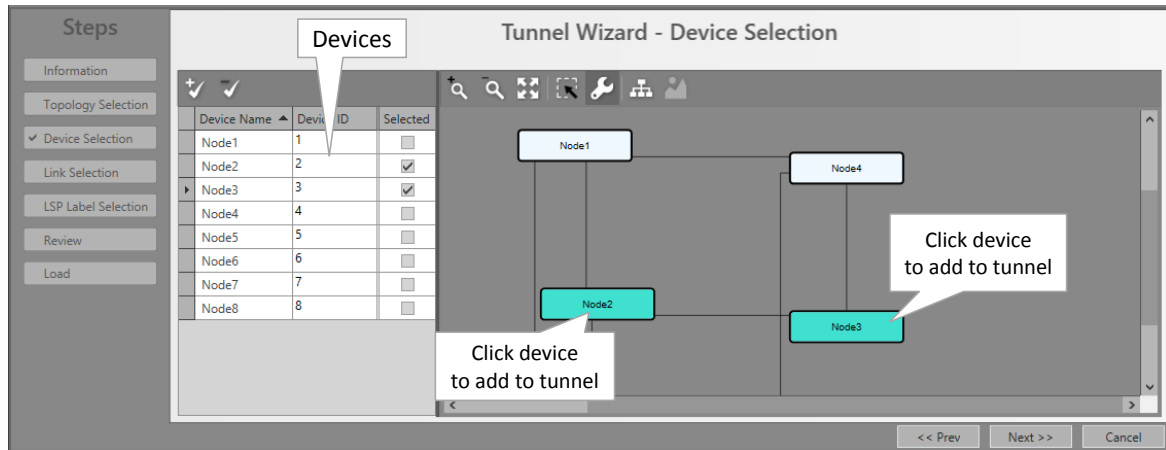 Steps
Information
Topology Selection
Device Selection
Link Selection
LSP Label Selection
Review
Load
Tunnel Wizard - Device Selection
Devices
Device Name Selected
Node1 1
Node2 2
Node3 3
Node4 4
Node5 5
Node6 6
Node7 7
Node8 8
Node1
Node4
Node2
Node3
Click device
to add to tunnel
Click device
to add to tunnel
<< Prev Next >> Cancel